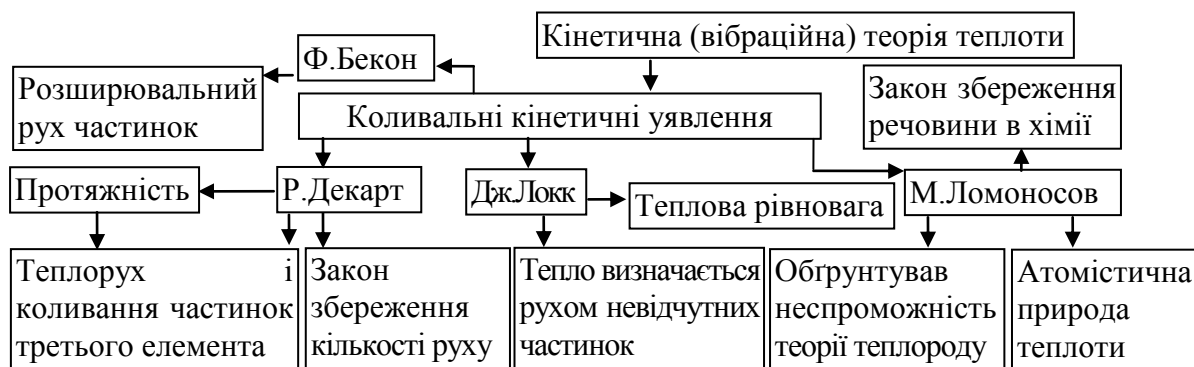 Кінетична (вібраційна) теорія теплоти
Ф.Бекон
Розширювальний
рух частинок
Коливальні кінетичні уявлення
Закон збереження
речовини в хімії
Протяжність
Р.Декарт
Дж.Локк
Теплова рівновага
М.Ломоносов
Теплорух і
коливання частинок
третього елемента
Закон
збереження
кількості руху
Тепло визначається
рухом невідчутних
частинок
Обґрунтував
неспроможність
теорії теплороду
Атомістична
природа
теплоти